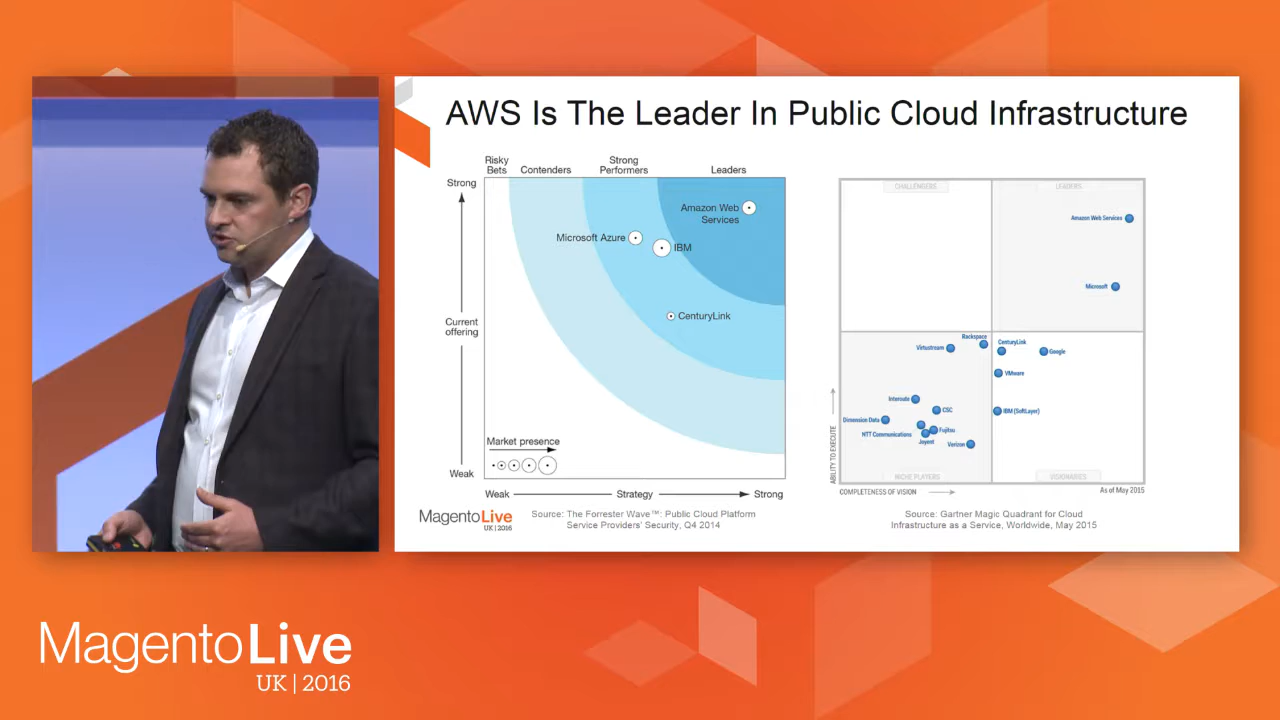 AWS Is The Leader In Public Cloud Infrastructure
Risky
Bets
Contenders
Strong
Performers
Leaders
Strong
Amazon Web
Services
Microsoft Azure
IBM
CenturyLink
Current
offering
Market presence
Weak
Weak
Strategy
Strong
MagentoLive
UK | 2016
Source: The Forrester Wave™: Public Cloud Platform
Service Providers' Security, Q4 2014
CHALLENGERS
LEADERS
Amazon Web Services
Microsoft
Rackspace
Virtustream
CenturyLink
Google
VMware
Interoute
CSC
IBM (SoftLayer)
Dimension Data
NTT Communications
Fujitsu
Joyent
Verizon
ABILITY TO EXECUTE
NICHE PLAYERS
VISIONARIES
COMPLETENESS OF VISION
As of May 2015
Source: Gartner Magic Quadrant for Cloud
Infrastructure as a Service, Worldwide, May 2015
MagentoLive
UK | 2016